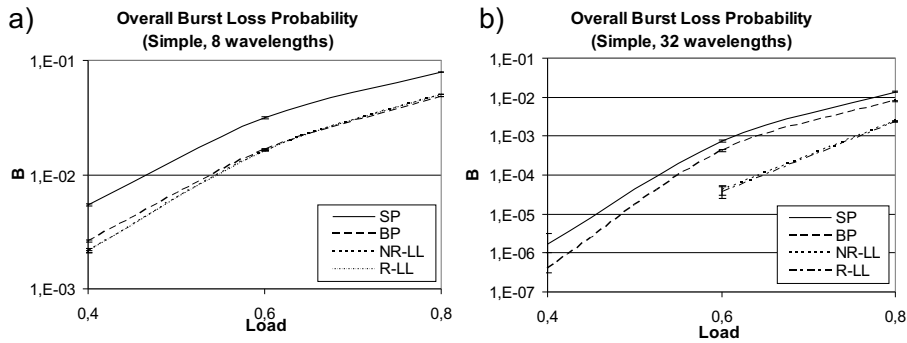 a)
Overall Burst Loss Probability
(Simple, 8 wavelengths)
1,E-01
1,E-02
1,E-03
B
0,4
0,6
0,8
Load
SP
BP
NR-LL
R-LL
b)
Overall Burst Loss Probability
(Simple, 32 wavelengths)
1,E-01
1,E-02
1,E-03
1,E-04
1,E-05
1,E-06
1,E-07
B
0,4
0,6
0,8
Load
SP
BP
NR-LL
R-LL